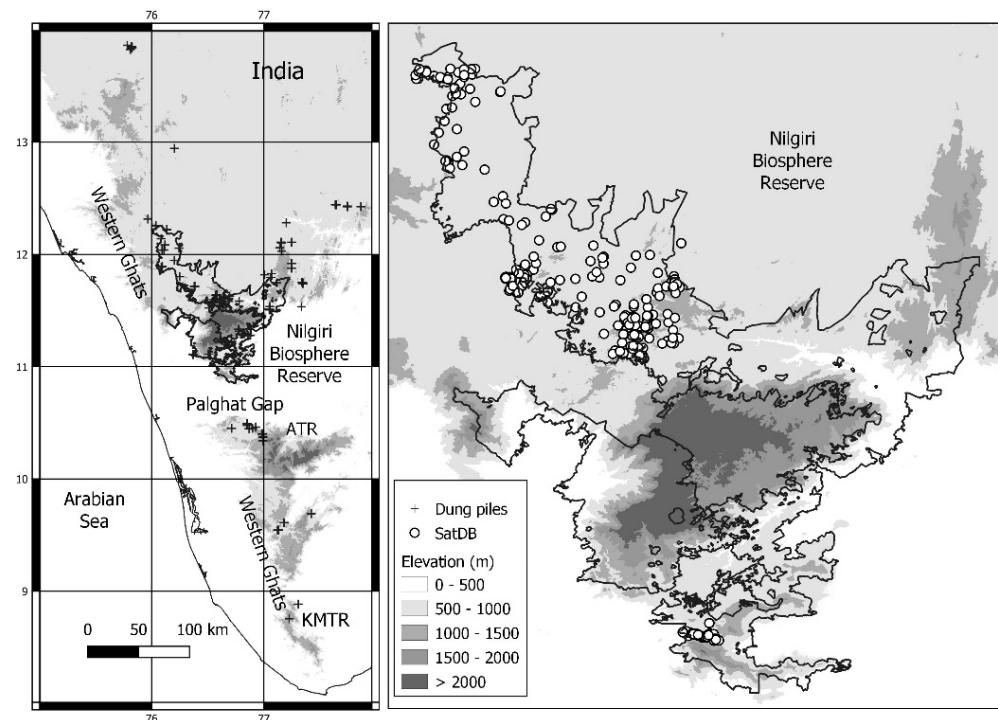 76
77
India
13
Western Ghats
12
Nilgiri
Biosphere
Reserve
11
Palghat Gap
ATR
10
Arabian
Sea
Western Ghats
9
KMTR
0
50
100 km
76
77
Nilgiri
Biosphere
Reserve
Dung piles
SatDB
Elevation (m)
0 - 500
500 - 1000
1000 - 1500
1500 - 2000
> 2000